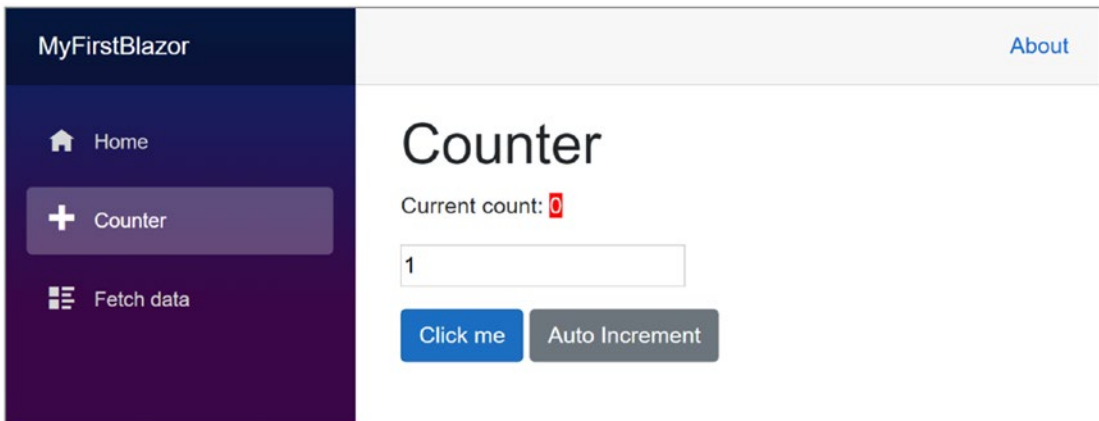 MyFirstBlazor
About
Home
Counter
Fetch data
Counter
Current count: 0
1
Click me
Auto Increment